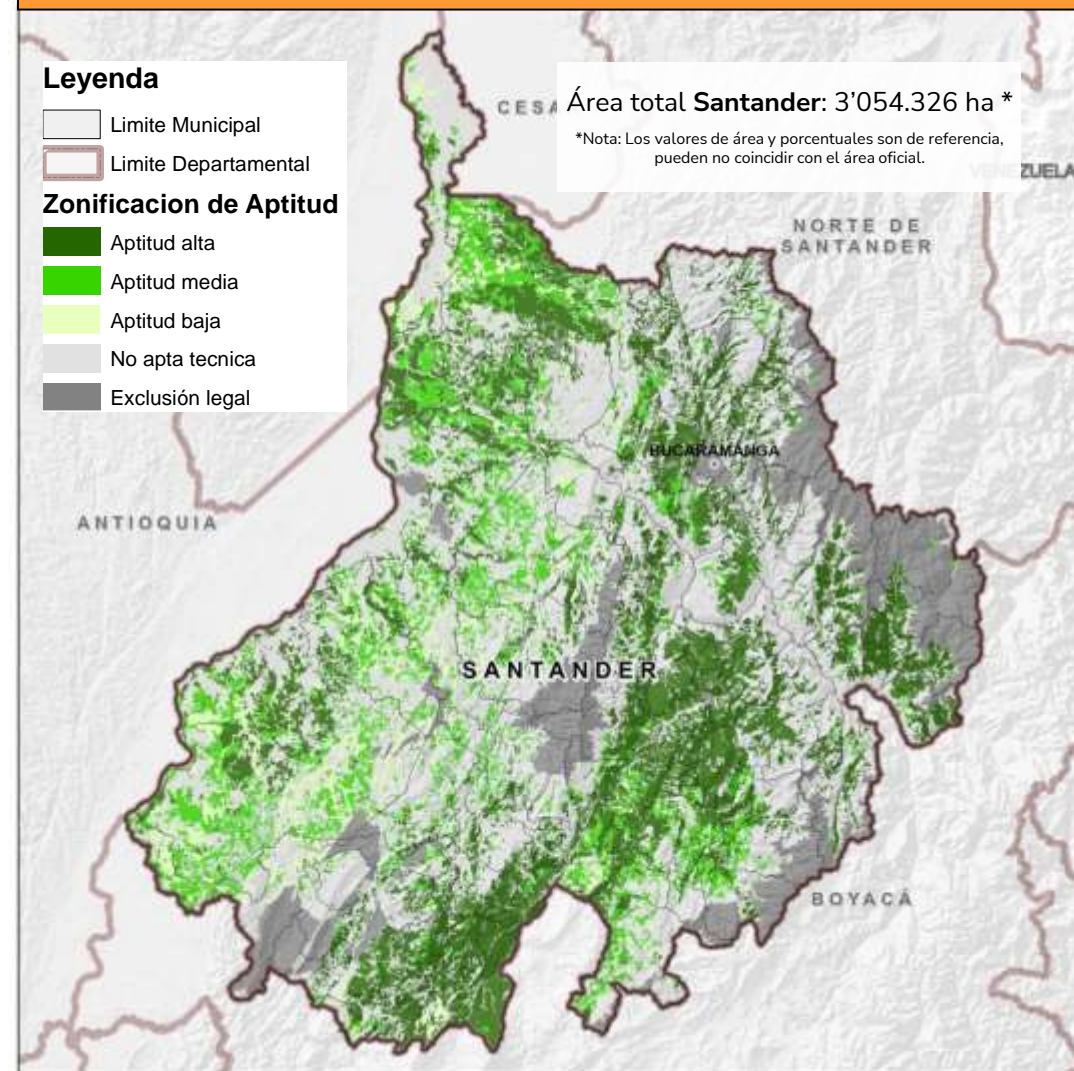 Leyenda
Limite Municipal
Limite Departamental
Zonificacion de Aptitud
Aptitud alta
Aptitud media
Aptitud baja
No apta tecnica
Exclusión legal
Área total Santander: 3'054.326 ha *
*Nota: Los valores de área y porcentuales son de referencia,
pueden no coincidir con el área oficial.
CESA
VENEZUELA
NORTE DE
SANTANDER
BUCARAMANGA
ANTIOQUIA
SANTANDER
BOYACÁ